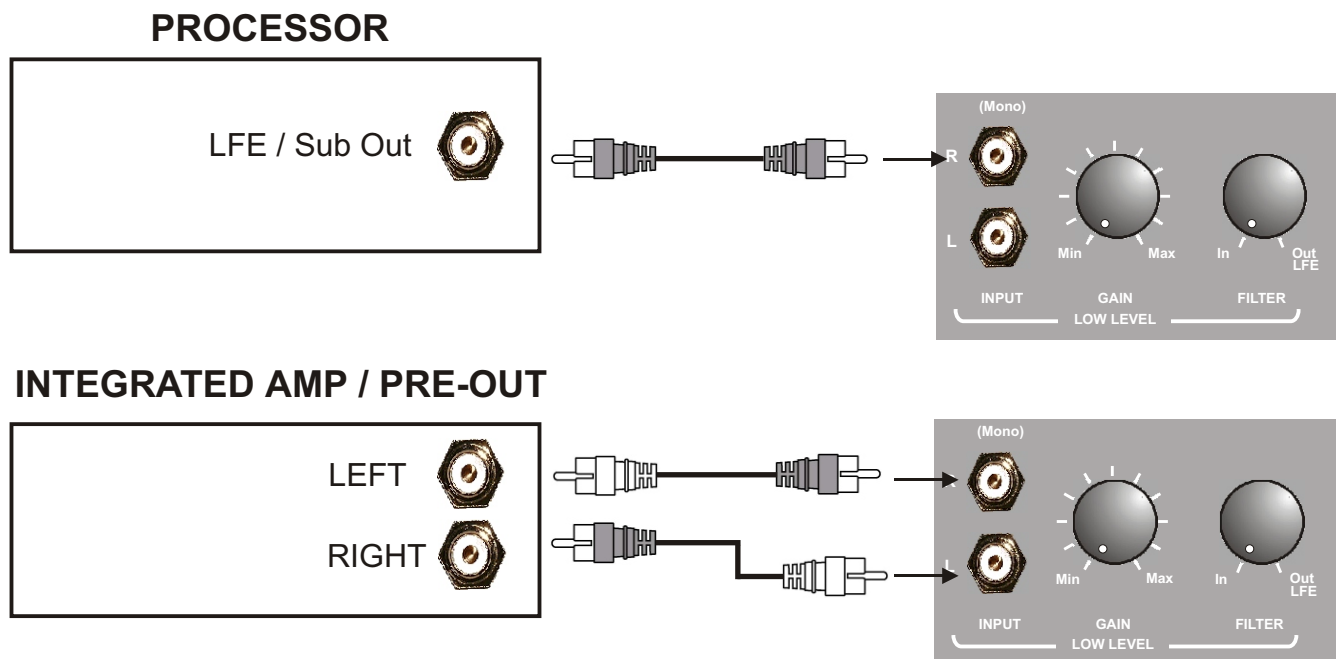 PROCESSOR
LFE / Sub Out
(Mono)
R
L
Min
Max
In
Out
LFE
INPUT
GAIN
FILTER
LOW LEVEL
INTEGRATED AMP / PRE-OUT
LEFT
RIGHT
(Mono)
L
Min
Max
In
Out
LFE
INPUT
GAIN
FILTER
LOW LEVEL